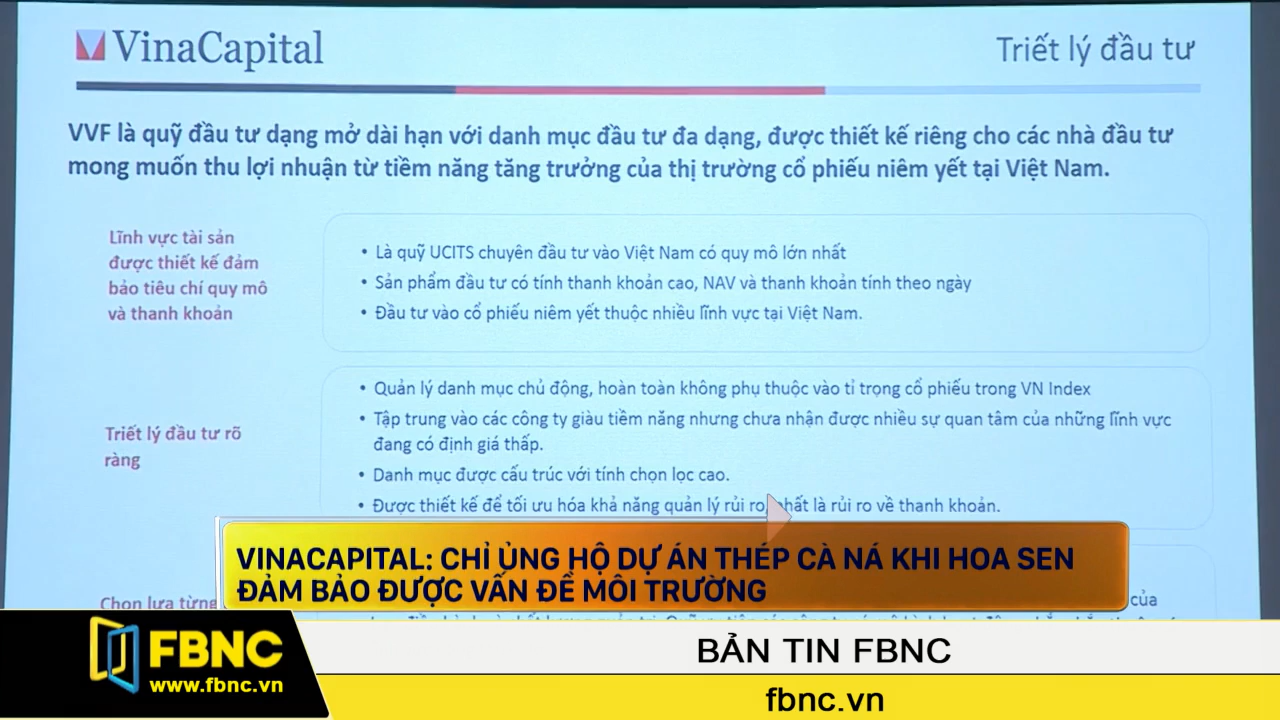 VinaCapital
Triết lý đầu tư
VVF là quỹ đầu tư dạng mở dài hạn với danh mục đầu tư đa dạng, được thiết kế riêng cho các nhà đầu tư
mong muốn thu lợi nhuận từ tiềm năng tăng trưởng của thị trường cổ phiếu niêm yết tại Việt Nam.
Lĩnh vực tài sản
được thiết kế đảm
bảo tiêu chí quy mô
và thanh khoản
• Là quỹ UCITS chuyên đầu tư vào Việt Nam có quy mô lớn nhất
• Sản phẩm đầu tư có tính thanh khoản cao, NAV và thanh khoản tính theo ngày
• Đầu tư vào cổ phiếu niêm yết thuộc nhiều lĩnh vực tại Việt Nam.
Triết lý đầu tư rõ
ràng
• Quản lý danh mục chủ động, hoàn toàn không phụ thuộc vào tỉ trọng cổ phiếu trong VN Index
• Tập trung vào các công ty giàu tiềm năng nhưng chưa nhận được nhiều sự quan tâm của những lĩnh vực
đang có định giá thấp.
• Danh mục được cấu trúc với tính chọn lọc cao.
• Được thiết kế để tối ưu hóa khả năng quản lý rủi ro, nhất là rủi ro về thanh khoản.
Chọn lựa từng
của
VINACAPITAL: CHỈ ỦNG HỘ DỰ ÁN THÉP CÀ NÁ KHI HOA SEN
ĐẢM BẢO ĐƯỢC VẤN ĐỀ MÔI TRƯỜNG
FBNC
www.fbnc.vn
BẢN TIN FBNC
fbnc.vn